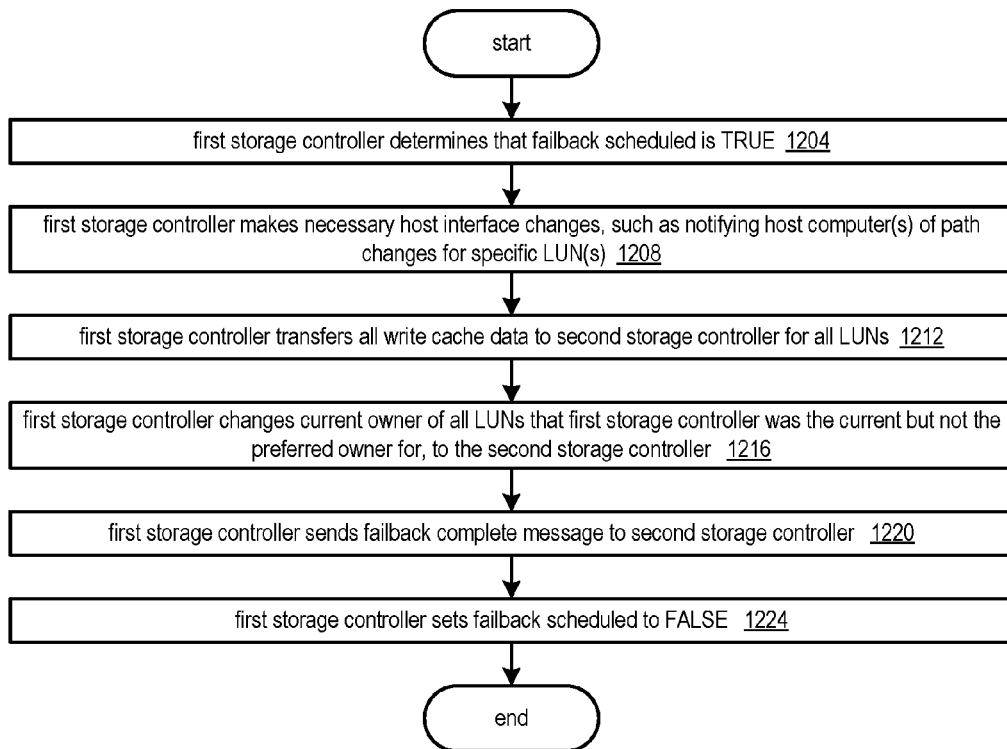 start
first storage controller determines that failback scheduled is TRUE 1204
first storage controller makes necessary host interface changes, such as notifying host computer(s) of path
changes for specific LUN(s) 1208
first storage controller transfers all write cache data to second storage controller for all LUNs 1212
first storage controller changes current owner of all LUNs that first storage controller was the current but not the
preferred owner for, to the second storage controller 1216
first storage controller sends failback complete message to second storage controller 1220
first storage controller sets failback scheduled to FALSE 1224
end